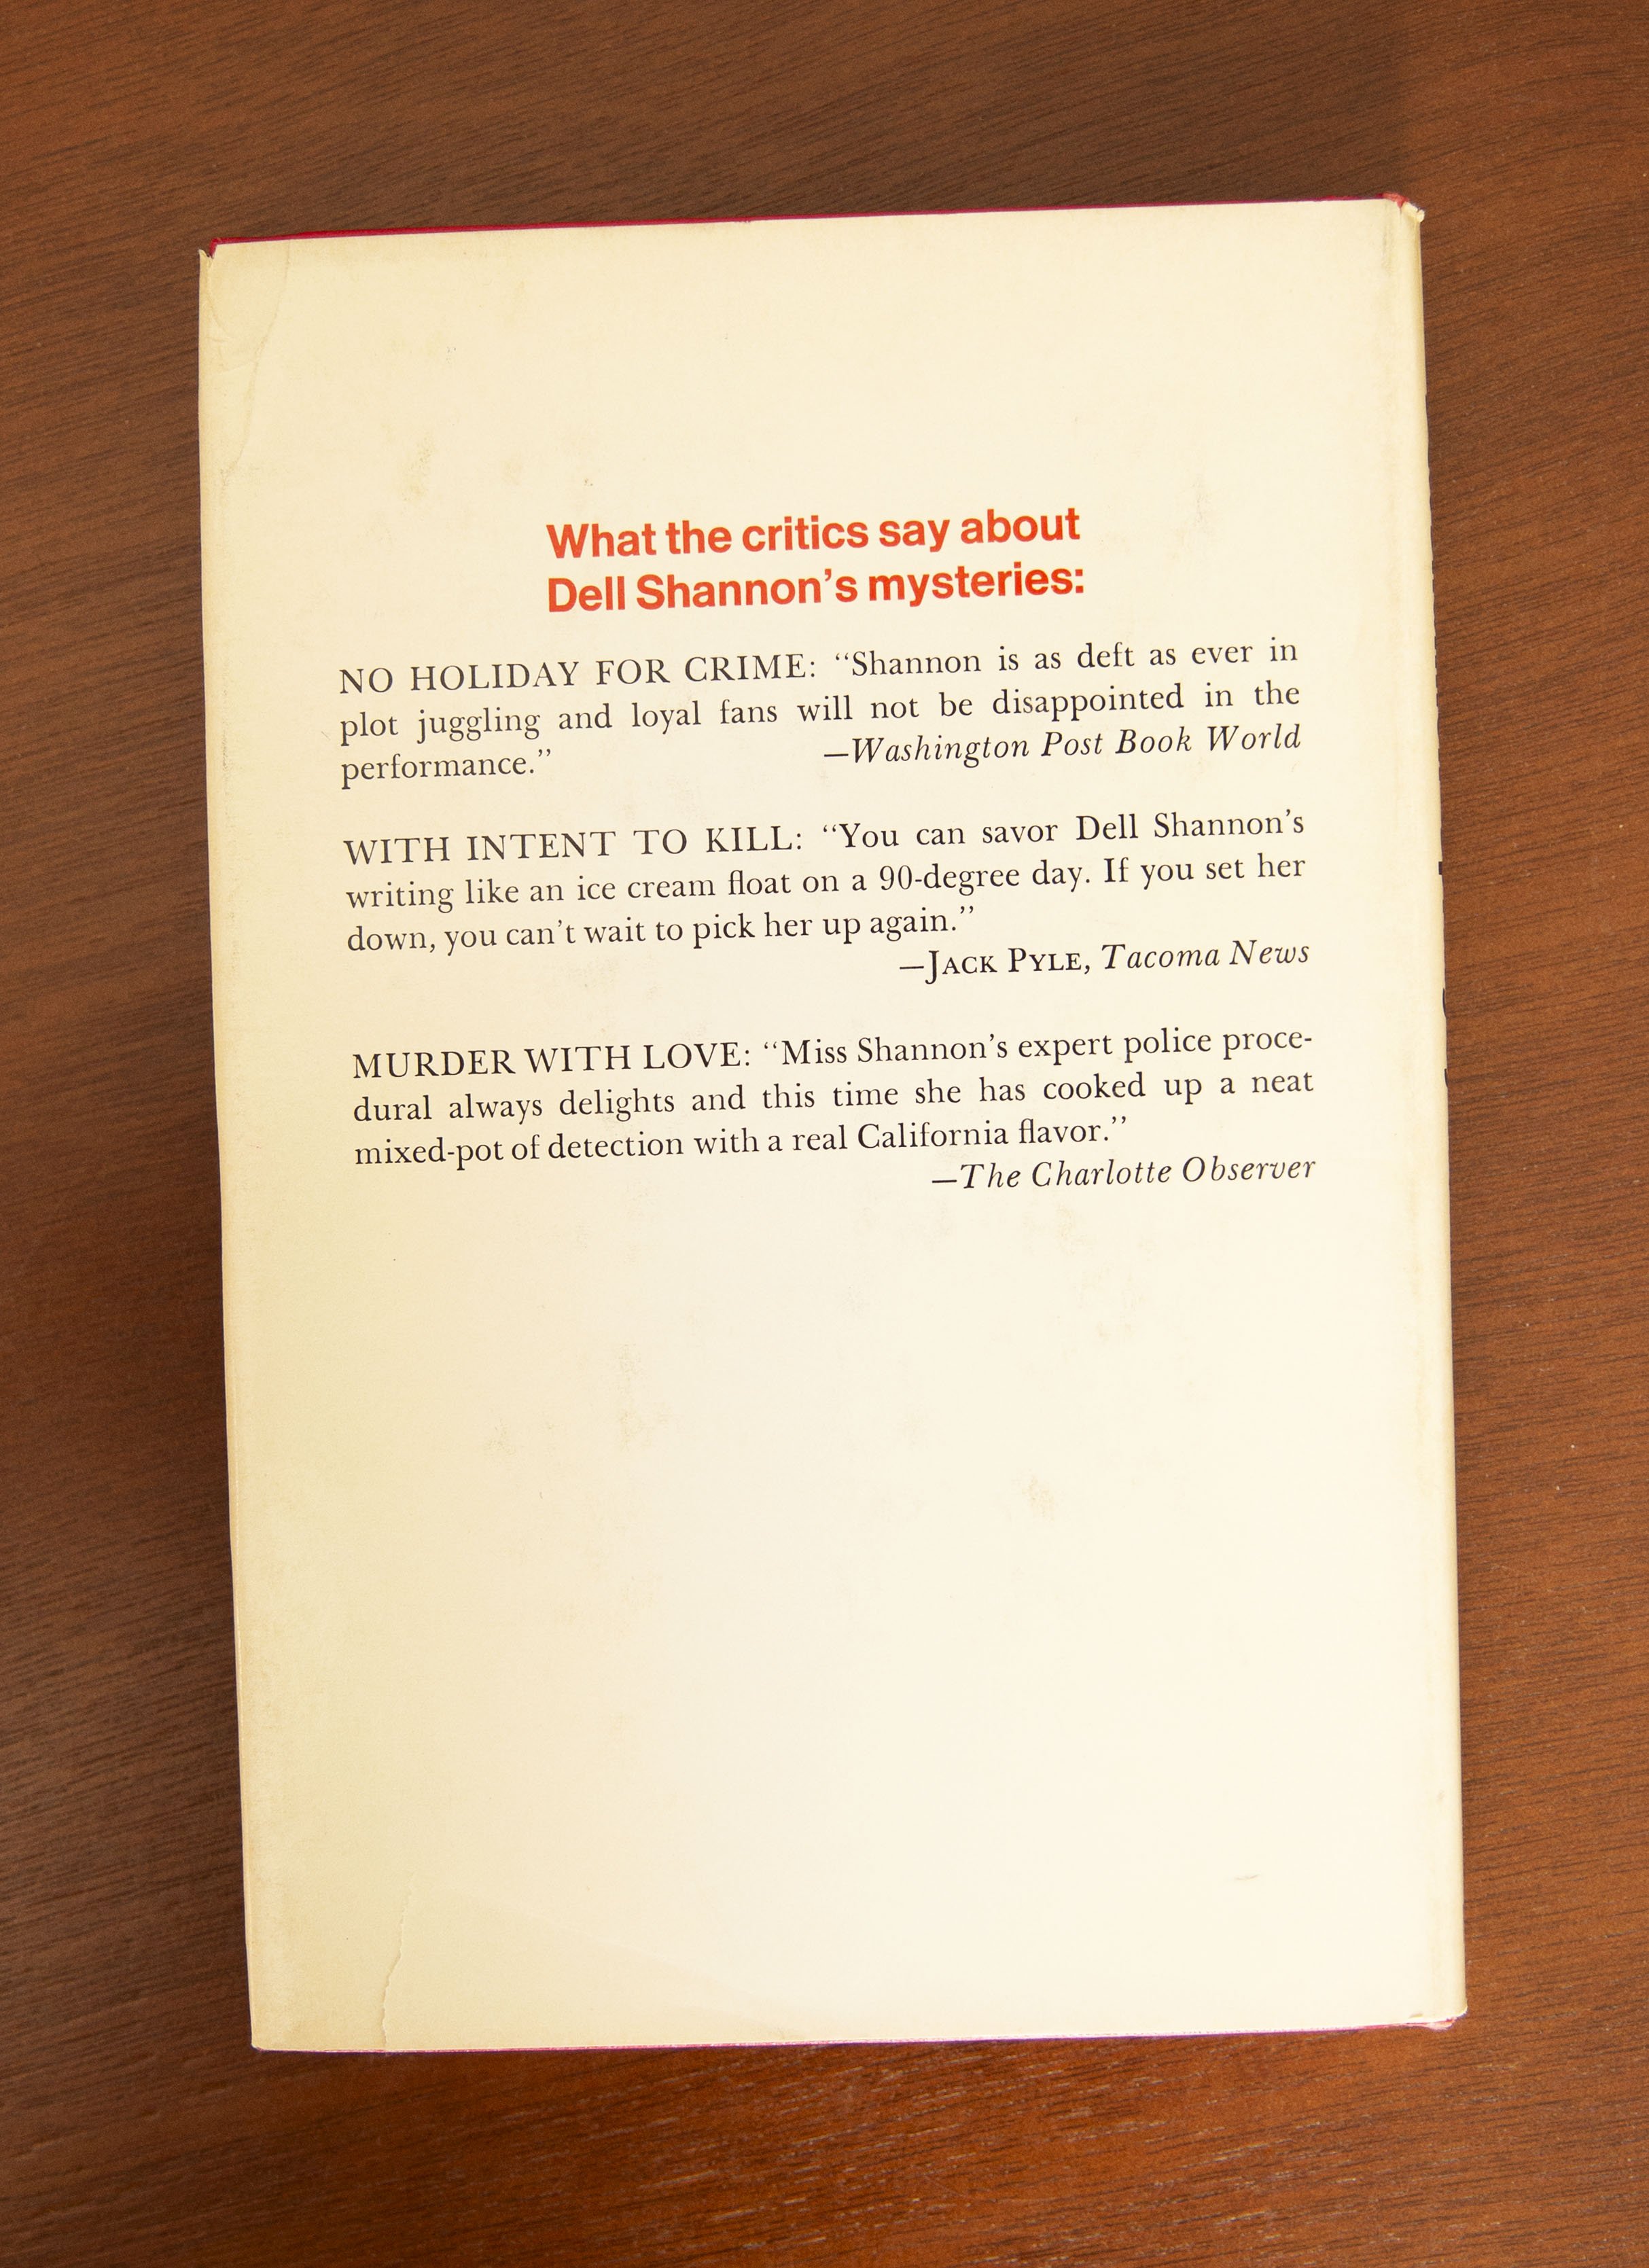 What the critics say about
Dell Shannon’s mysteries:
NO HOLIDAY FOR CRIME: “Shannon is as deft as ever in
plot juggling and loyal fans will not be disappointed in the
performance.” —Washington Post Book World
WITH INTENT TO KILL: “You can savor Dell Shannon’s
writing like an ice cream float on a 90-degree day. If you set her
down, you can’t wait to pick her up again.”
—JACK PYLE, Tacoma News
MURDER WITH LOVE: “Miss Shannon’s expert police proce-
dural always delights and this time she has cooked up a neat
mixed-pot of detection with a real California flavor.”
—The Charlotte Observer